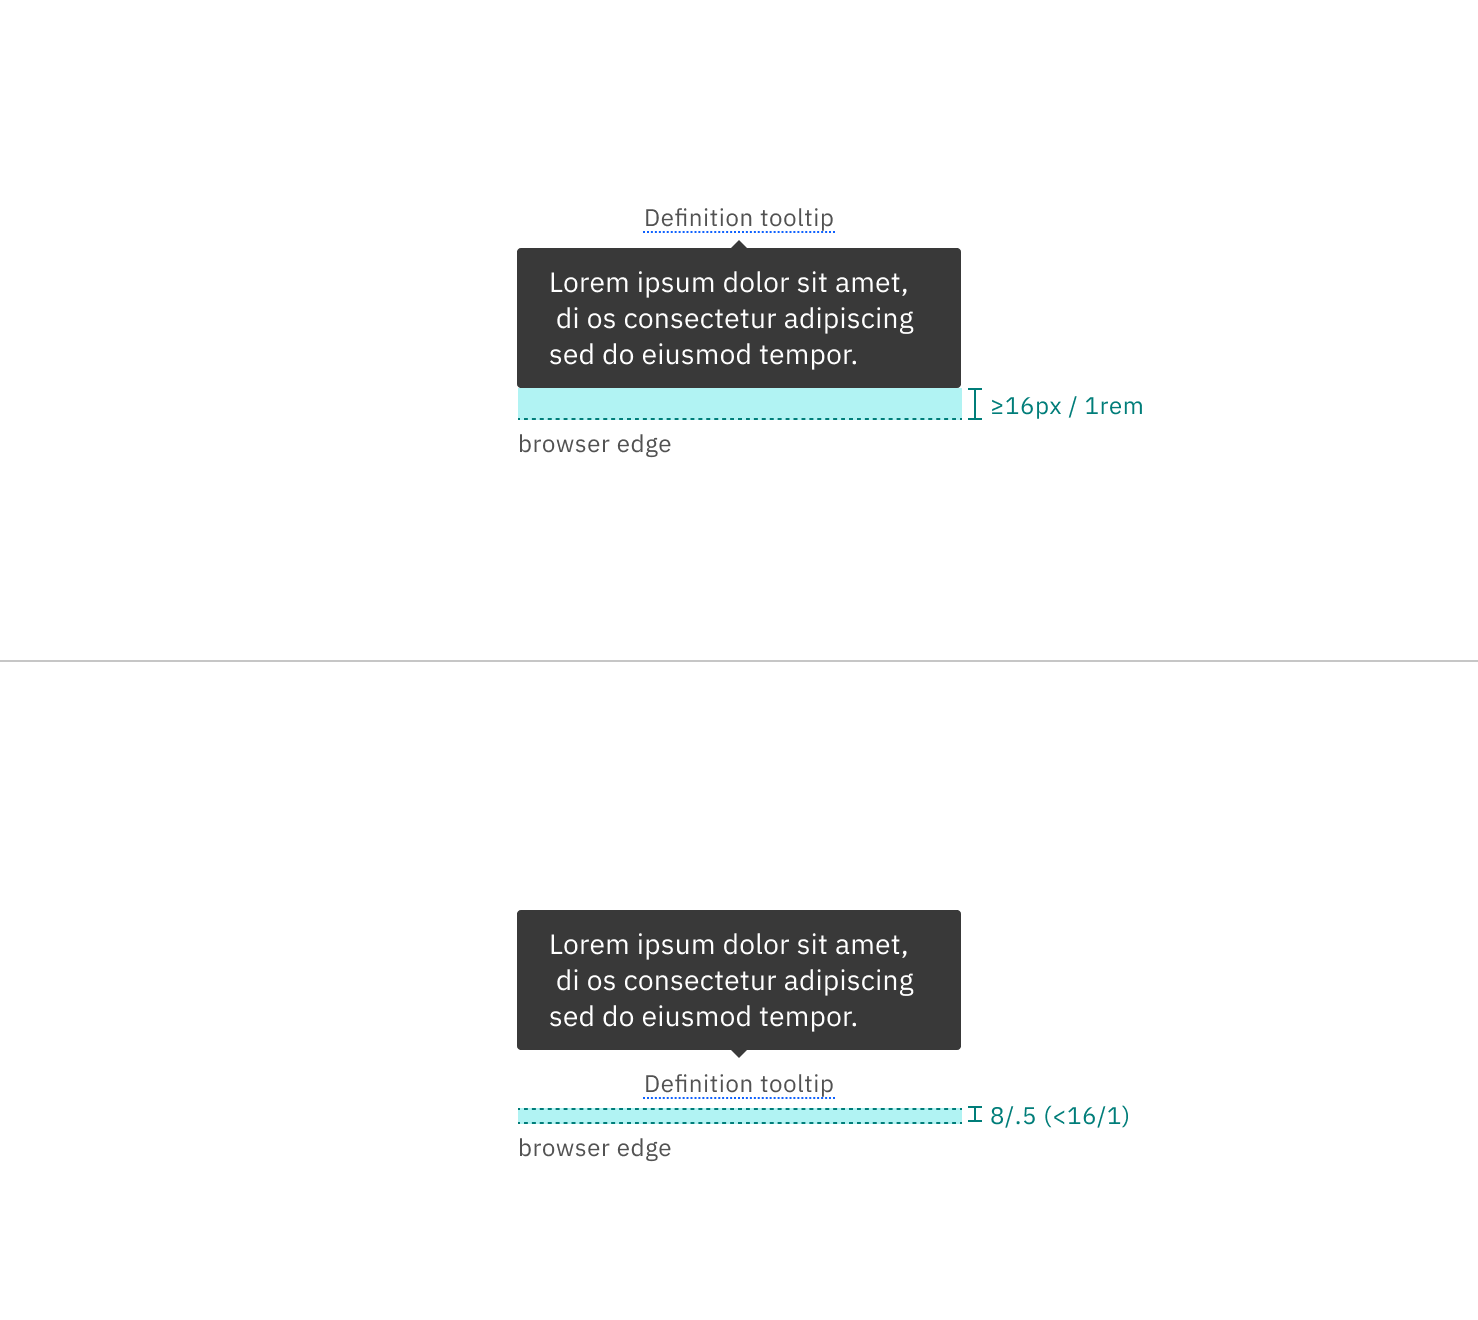 Definition tooltip
Lorem ipsum dolor sit amet,
di os consectetur adipiscing
sed do eiusmod tempor.
≥16px / 1rem
browser edge
Lorem ipsum dolor sit amet,
di os consectetur adipiscing
sed do eiusmod tempor.
Definition tooltip
8/.5 (<16/1)
browser edge